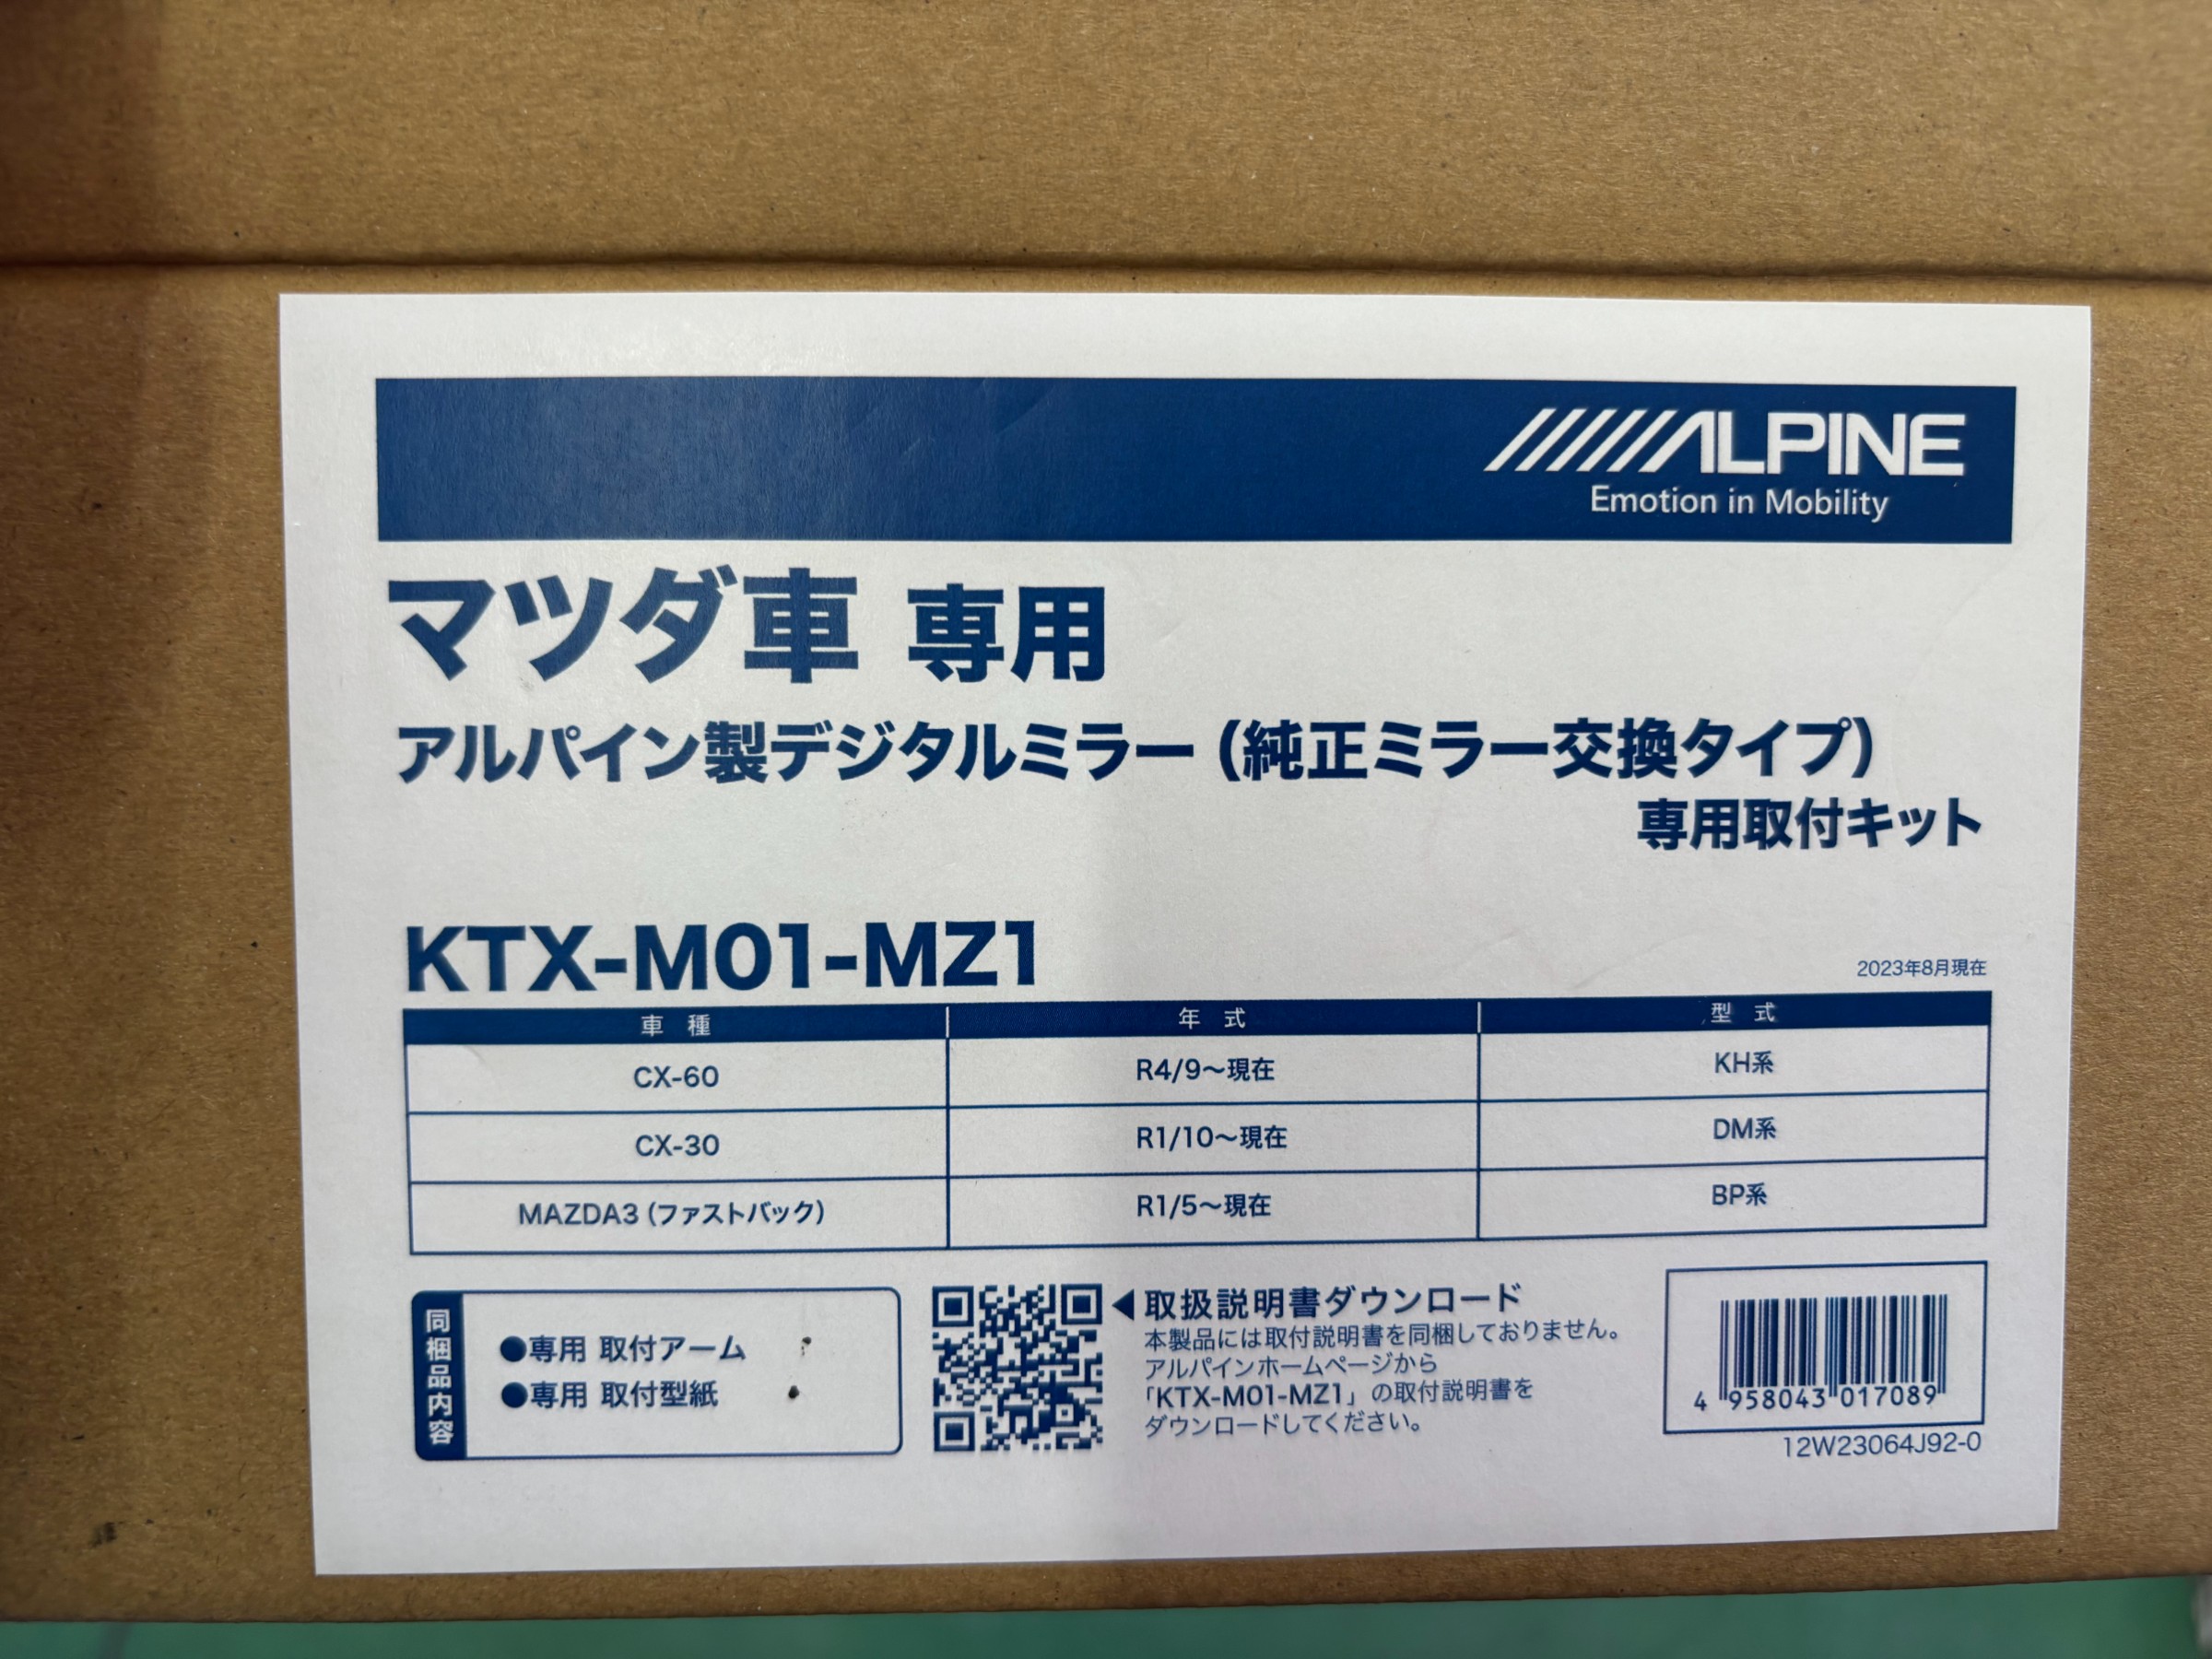 ALPINE
Emotion in Mobility
マツダ車 専用
アルパイン製デジタルミラー（純正ミラー交換タイプ）
専用取付キット
KTX-M01-MZ1
2023年8月現在
車種 年式 型式
CX-60 R4/9〜現在 KH系
CX-30 R1/10〜現在 DM系
MAZDA3（ファストバック） R1/5〜現在 BP系
同梱品内容
●専用 取付アーム
●専用 取付型紙
◀取扱説明書ダウンロード
本製品には取付説明書を同梱しておりません。
アルパインホームページから
「KTX-M01-MZ1」の取付説明書を
ダウンロードしてください。
4 958043 017089
12W23064J92-0